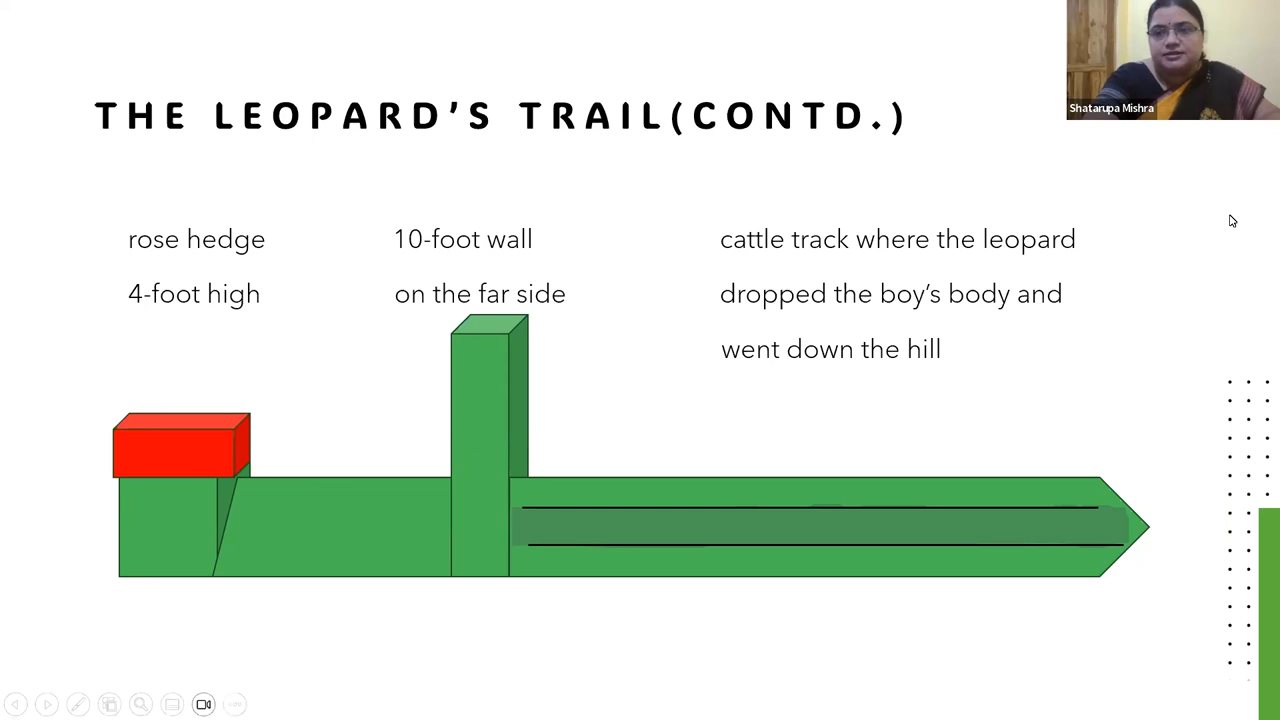 THE LEOPARD’S TRAIL(CONTD.)
Shatarupa Mishra
rose hedge
4-foot high
10-foot wall
on the far side
cattle track where the leopard
dropped the boy’s body and
went down the hill